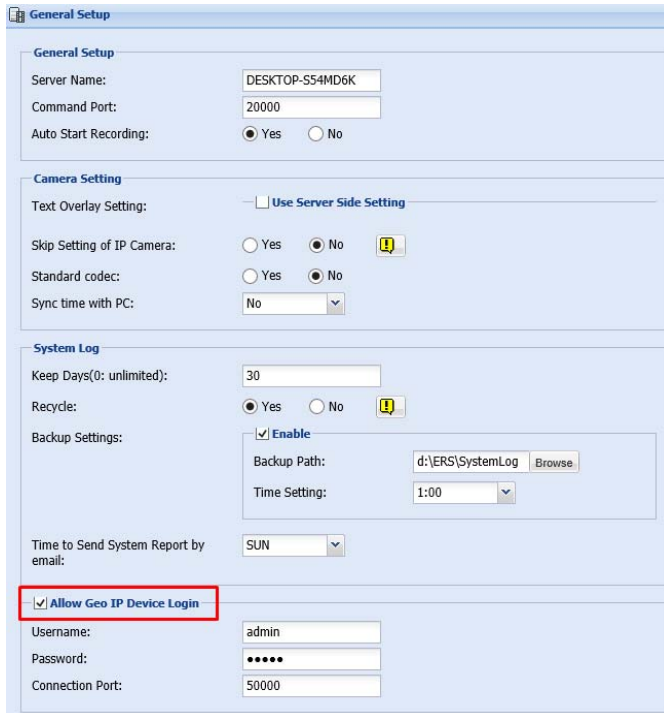 General Setup
General Setup
Server Name: DESKTOP-S54MD6K
Command Port: 20000
Auto Start Recording: Yes No
Camera Setting
Text Overlay Setting: Use Server Side Setting
Skip Setting of IP Camera: Yes No
Standard codec: Yes No
Sync time with PC: No
System Log
Keep Days(0: unlimited): 30
Recycle: Yes No
Backup Settings: Enable
Backup Path: d:\ERS\SystemLog Browse
Time Setting: 1:00
Time to Send System Report by SUN
email:
Allow Geo IP Device Login
Username: admin
Password: •••••
Connection Port: 50000